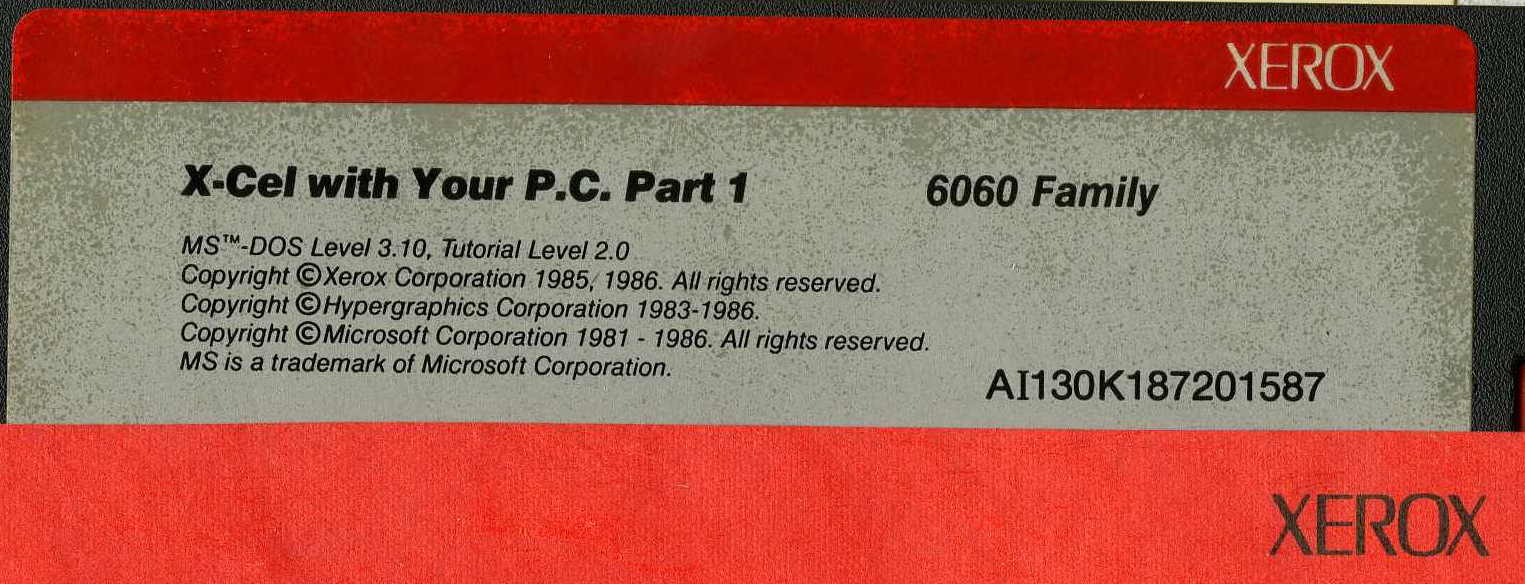 XEROX
X-Cel with Your P.C. Part 1 6060 Family
MS™-DOS Level 3.10, Tutorial Level 2.0
Copyright ©Xerox Corporation 1985, 1986. All rights reserved.
Copyright ©Hypergraphics Corporation 1983-1986.
Copyright ©Microsoft Corporation 1981 - 1986. All rights reserved.
MS is a trademark of Microsoft Corporation.
AI130K187201587
XEROX